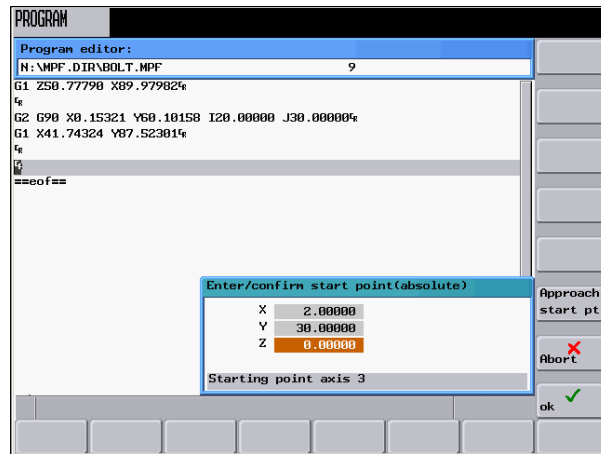 PROGRAM
Program editor:
N:\MPF.DIR\BOLT.MPF 9
G1 Z50.77790 X89.97982␍
␍
G2 G90 X0.15321 Y60.10158 I20.00000 J30.00000␍
G1 X41.74324 Y87.52301␍
␍
==eof==
Enter/confirm start point(absolute)
X 2.00000
Y 30.00000
Z 0.00000
Starting point axis 3
Approach
start pt
Abort
ok